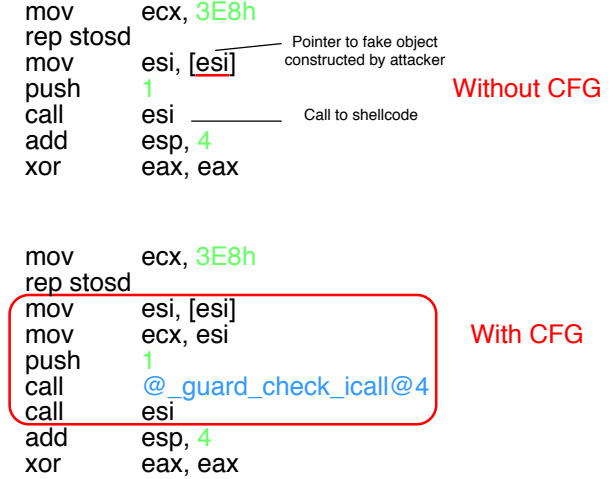 mov ecx, 3E8h
rep stosd
mov esi, [esi]
Pointer to fake object
constructed by attacker
push 1
Without CFG
call esi
Call to shellcode
add esp, 4
xor eax, eax
mov ecx, 3E8h
rep stosd
mov esi, [esi]
mov ecx, esi
With CFG
push 1
call @_guard_check_icall@4
call esi
add esp, 4
xor eax, eax